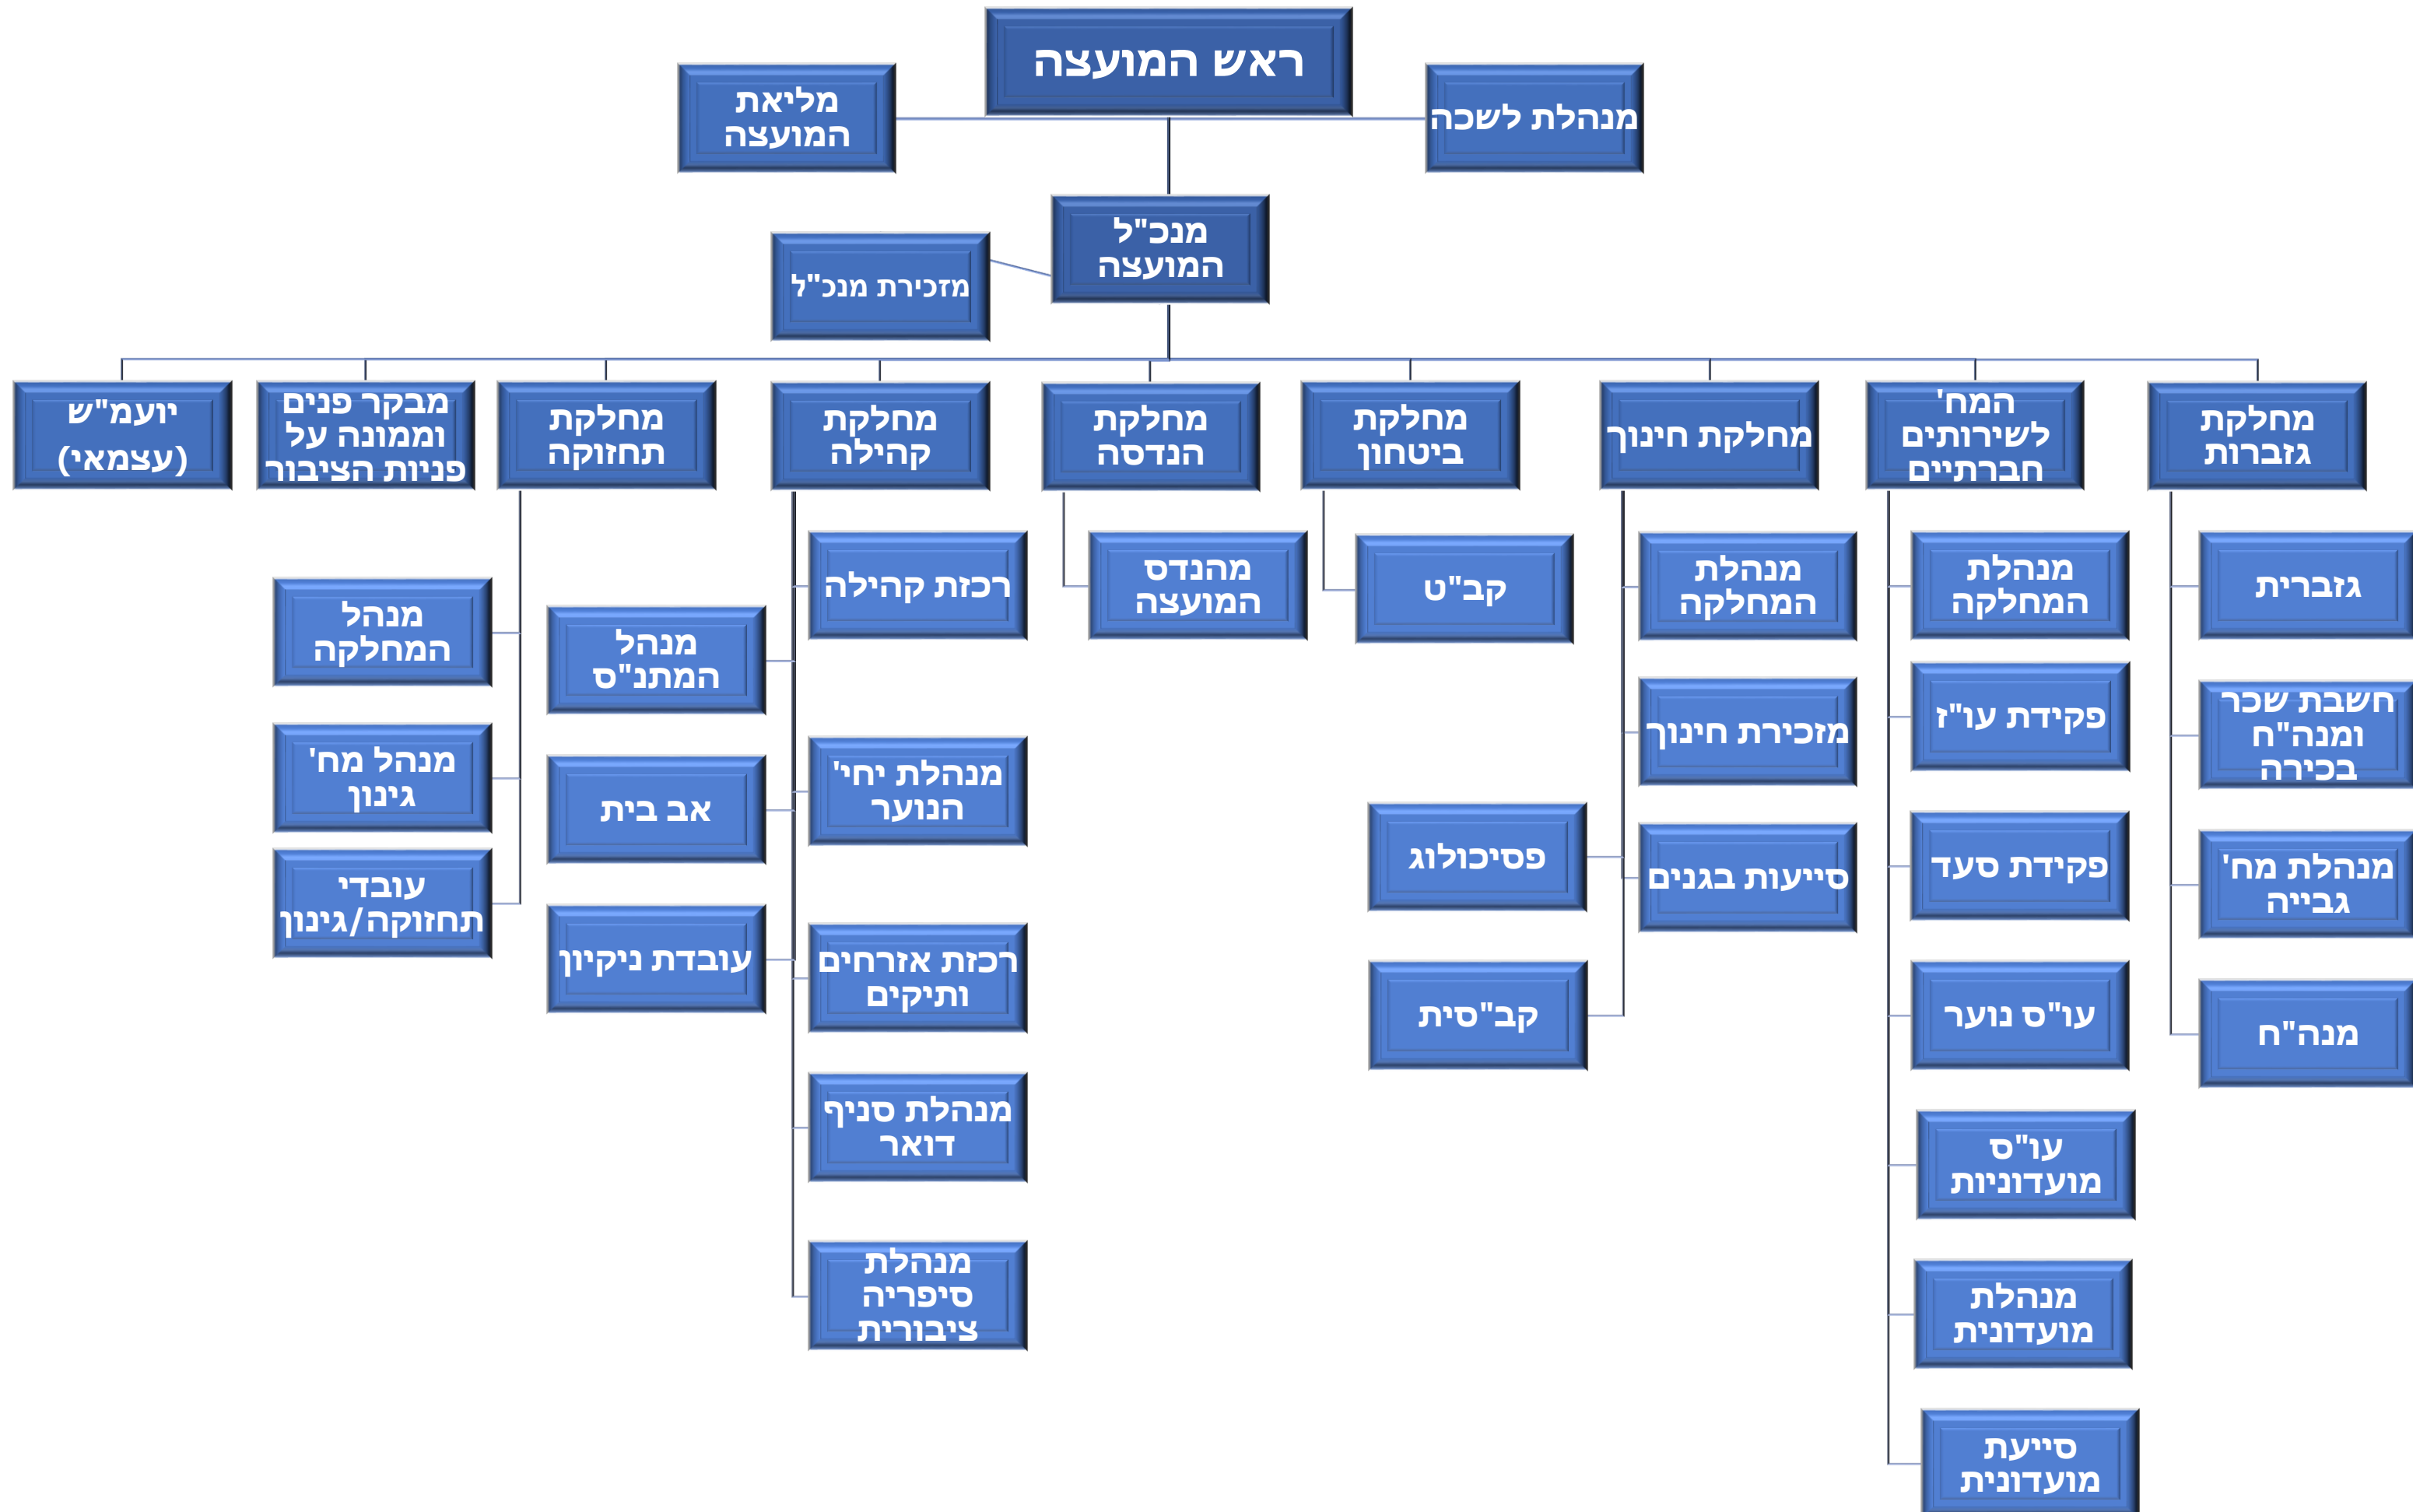 ראש המועצה
מנהלת לשכה
מליאת
המועצה
מנכ"ל
המועצה
מזכירת מנכ"ל
מחלקת
גזברות
המח'
לשירותים
חברתיים
מחלקת חינוך
מחלקת
ביטחון
מחלקת
הנדסה
מחלקת
קהילה
מחלקת
תחזוקה
מבקר פנים
וממונה על
פניות הציבור
יועמ"ש
(עצמאי)
גזברית
חשבת שכר
ומנה"ח
בכירה
מנהלת מח'
גבייה
מנה"ח
מנהלת
המחלקה
פקידת עו"ז
פקידת סעד
עו"ס נוער
עו"ס
מועדוניות
מנהלת
מועדונית
סייעת
מועדונית
מנהלת
המחלקה
מזכירת חינוך
סייעות בגנים
פסיכולוג
קב"סית
קב"ט
מהנדס
המועצה
רכזת קהילה
מנהלת יחי'
הנוער
רכזת אזרחים
ותיקים
מנהלת סניף
דואר
מנהלת
סיפריה
ציבורית
מנהל
המתנ"ס
אב בית
עובדת ניקיון
מנהל
המחלקה
מנהל מח'
גינון
עובדי
תחזוקה/גינון